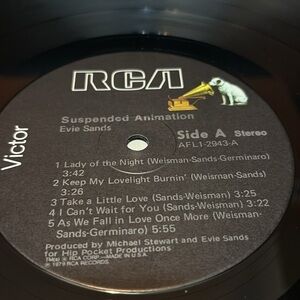 RCA
Victor
Suspended Animation
Evie Sands
Side A Stereo
AFL1-2943-A
1 Lady of the Night (Weisman-Sands-Germinaro)
3:42
2 Keep My Lovelight Burnin' (Weisman-Sands)
3:36
3 Take a Little Love (Sands-Weisman) 3:25
4 I Can't Wait for You (Sands-Weisman) 3:22
5 As We Fall in Love Once More (Weisman-
Sands-Germinaro) 5:55
Produced by Michael Stewart and Evie Sands
for Hip Pocket Productions
TM(s) ® RCA CORP.—MADE IN U.S.A.
℗ 1979 RCA RECORDS